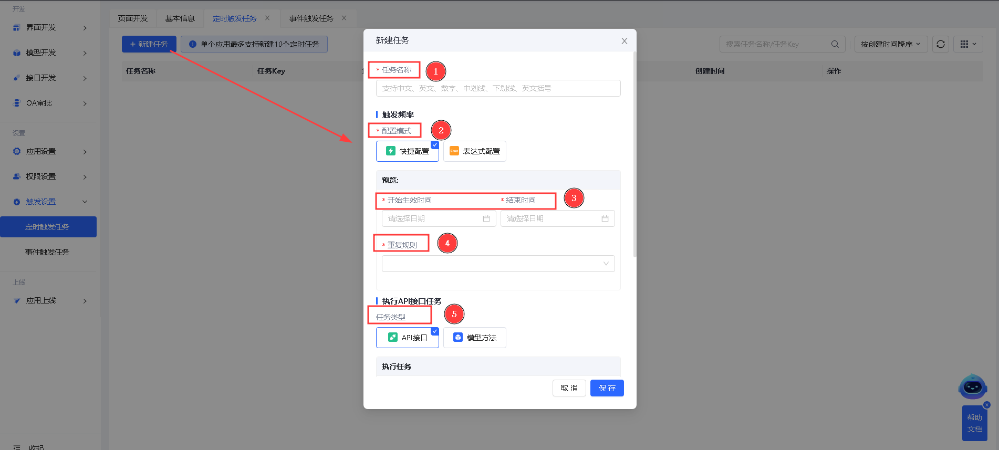 开发
界面开发
模型开发
接口开发
OA审批
设置
应用设置
权限设置
触发设置
定时触发任务
事件触发任务
上线
应用上线
收起
页面开发
基本信息
定时触发任务
事件触发任务
+ 新建任务
单个应用最多支持新建10个定时任务
搜索任务名称/任务Key
按创建时间降序
任务名称
任务Key
创建时间
操作
新建任务
* 任务名称
1
支持中文、英文、数字、中划线、下划线、英文括号
触发频率
* 配置模式
2
快捷配置
Cron
表达式配置
预览:
* 开始生效时间
* 结束时间
3
请选择日期
请选择日期
* 重复规则
4
执行API接口任务
任务类型
5
API接口
模型方法
执行任务
取 消
保 存
帮助
文档